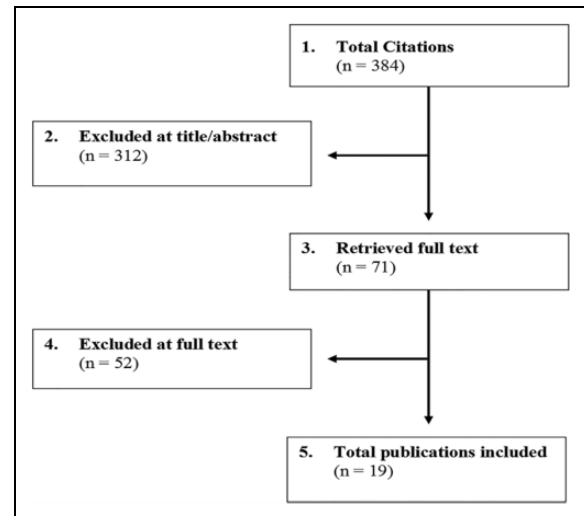 1. Total Citations
(n = 384)
2. Excluded at title/abstract
(n = 312)
3. Retrieved full text
(n = 71)
4. Excluded at full text
(n = 52)
5. Total publications included
(n = 19)